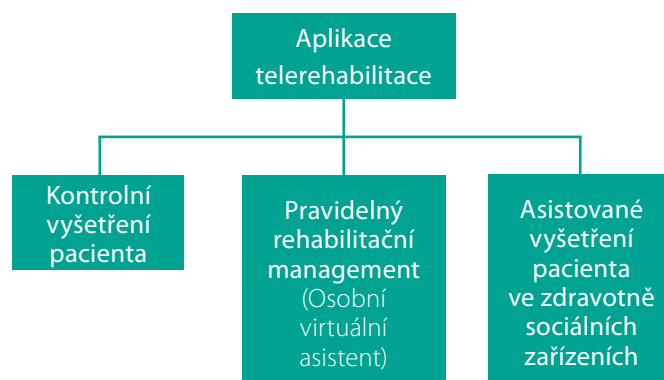 Aplikace
telerehabilitace
Kontrolní
vyšetření
pacienta
Pravidelný
rehabilitační
management
(Osobní
virtuální
asistent)
Asistované
vyšetření
pacienta
ve zdravotně
sociálních
zařízeních